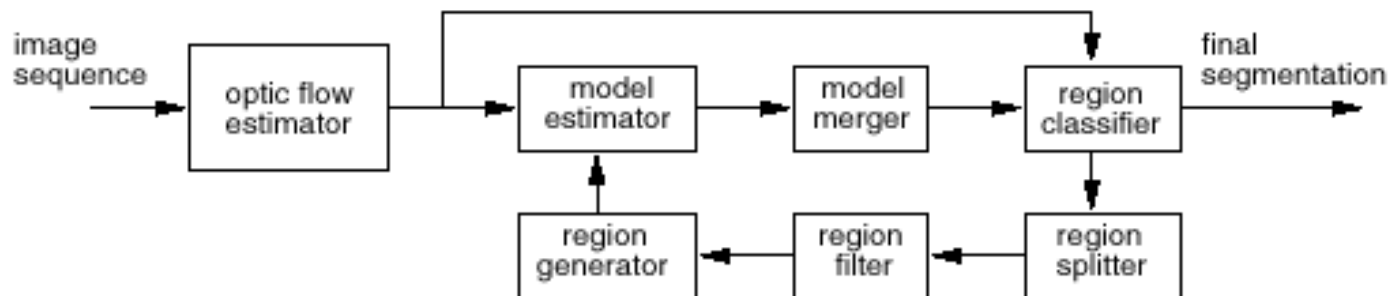 image
sequence
optic flow
estimator
model
estimator
model
merger
region
classifier
final
segmentation
region
generator
region
filter
region
splitter